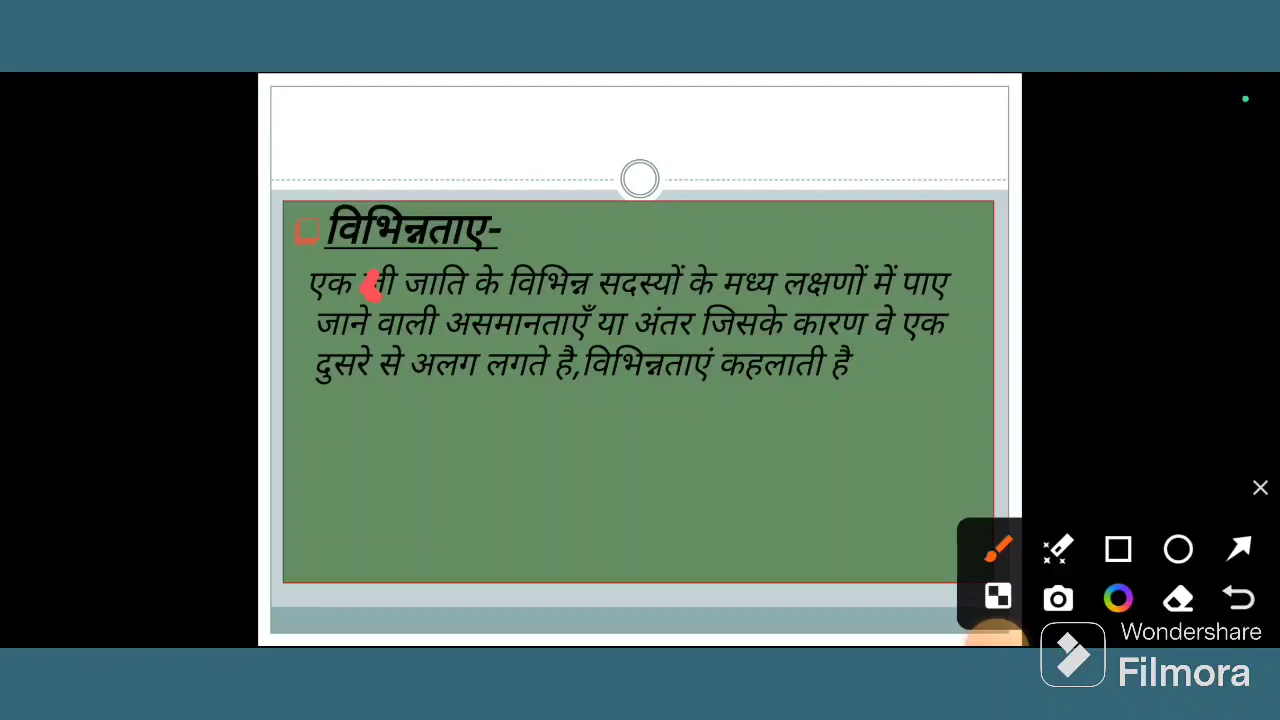 विभिन्नताए-
एक जाति के विभिन्न सदस्यों के मध्य लक्षणों में पाए
जाने वाली असमानताएँ या अंतर जिसके कारण वे एक
दुसरे से अलग लगते है,विभिन्नताएं कहलाती है
Wondershare
Filmora